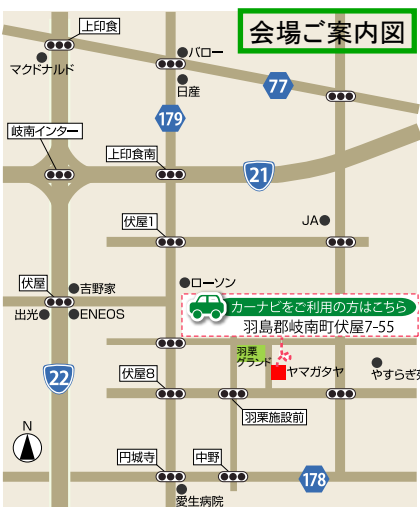 会場ご案内図
上印食
マクドナルド
バロー
日産
77
179
岐南インター
上印食南
21
伏屋1
JA
伏屋
吉野家
出光
ENEOS
ローソン
カーナビをご利用の方はこちら
羽島郡岐南町伏屋7-55
羽栗
グランド
ヤマガタヤ
やすらぎ
22
伏屋8
羽栗施設前
N
円城寺
中野
178
愛生病院